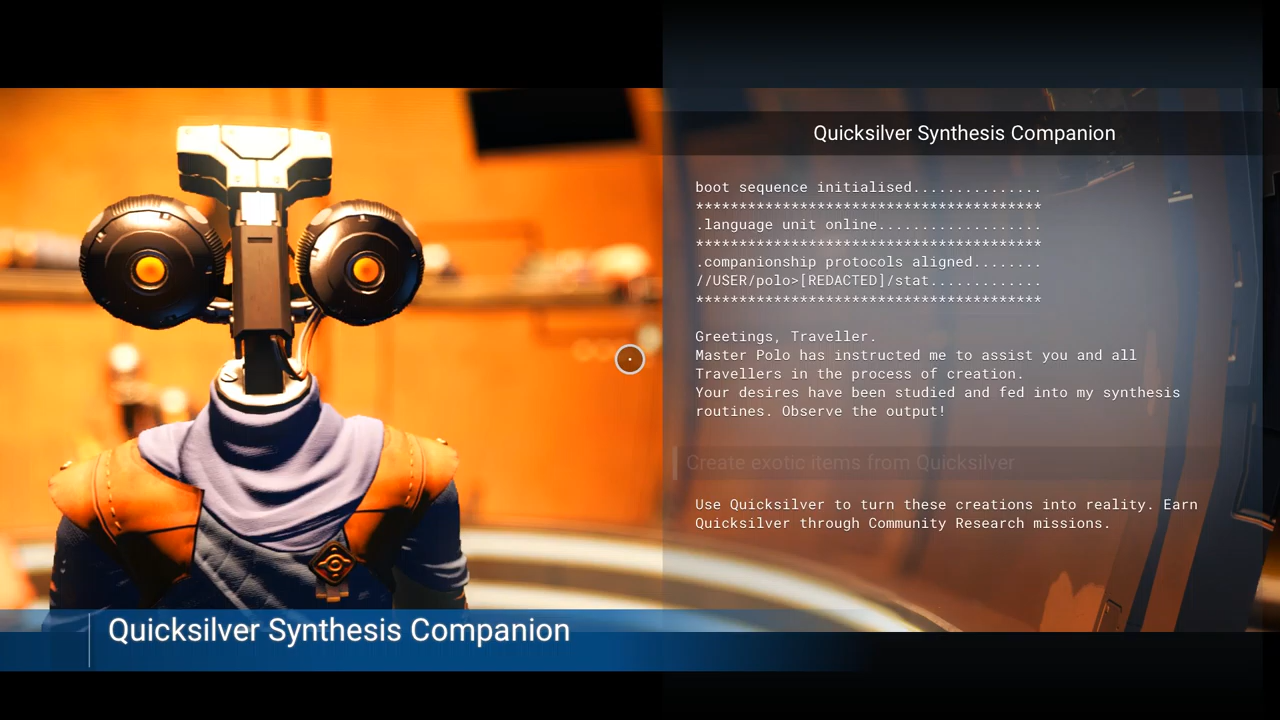 Quicksilver Synthesis Companion
boot sequence initialised...............
****************************************
.language unit online...................
****************************************
.companionship protocols aligned........
//USER/polo>[REDACTED]/stat.............
****************************************
Greetings, Traveller.
Master Polo has instructed me to assist you and all
Travellers in the process of creation.
Your desires have been studied and fed into my synthesis
routines. Observe the output!
Create exotic items from Quicksilver
Use Quicksilver to turn these creations into reality. Earn
Quicksilver through Community Research missions.
Quicksilver Synthesis Companion